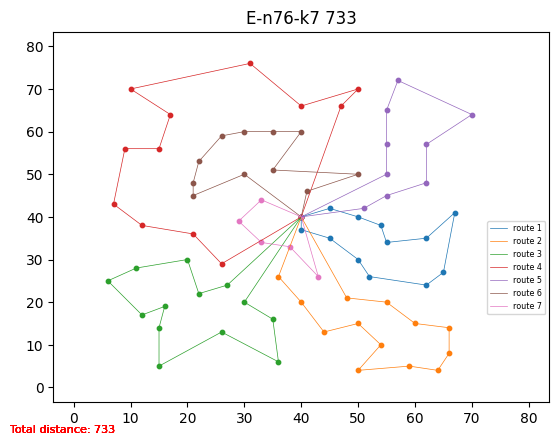 E-n76-k7 733
80
70
60
50
40
30
20
10
0
route 1
route 2
route 3
route 4
route 5
route 6
route 7
0 10 20 30 40 50 60 70 80
Total distance: 733